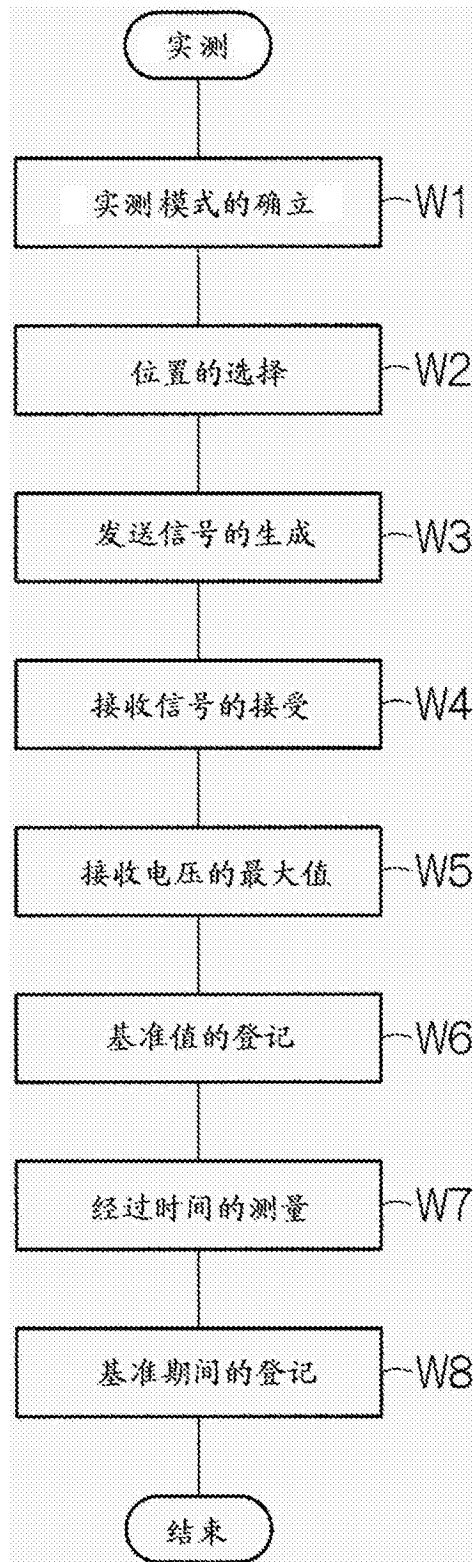 实测
实测模式的确立 W1
位置的选择 W2
发送信号的生成 W3
接收信号的接受 W4
接收电压的最大值 W5
基准值的登记 W6
经过时间的测量 W7
基准期间的登记 W8
结束